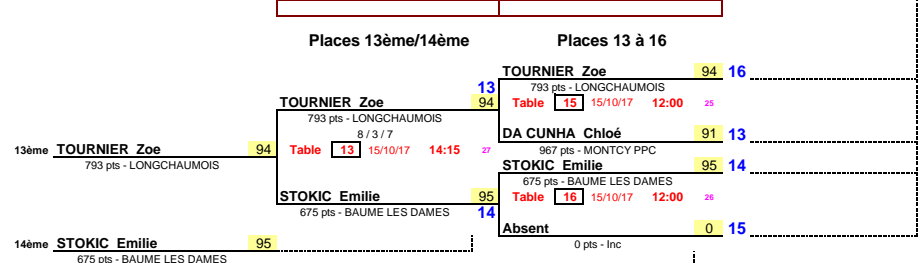 Places 13ème/14ème Places 13 à 16
TOURNIER Zoe 94 16
793 pts - LONGCHAUMOIS
13
TOURNIER Zoe 94
Table 15 15/10/17 12:00 25
793 pts - LONGCHAUMOIS
8 / 3 / 7
DA CUNHA Chloé 91 13
13ème TOURNIER Zoe 94
Table 13 15/10/17 14:15 27
967 pts - MONTCY PPC
793 pts - LONGCHAUMOIS
STOKIC Emilie 95 14
675 pts - BAUME LES DAMES
STOKIC Emilie 95
Table 16 15/10/17 12:00 26
675 pts - BAUME LES DAMES
14
Absent 0 15
14ème STOKIC Emilie 95
0 pts - Inc
675 pts - BAUME LES DAMES